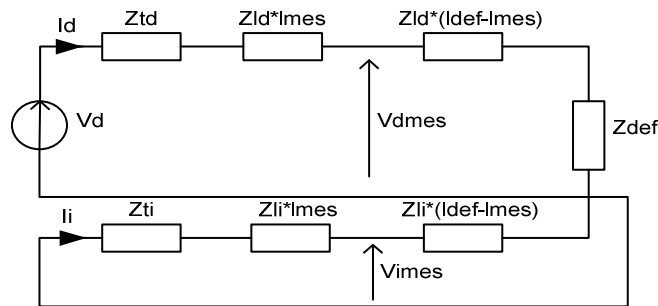 Id
Ztd
Zld*lmes
Zld*(ldef-lmes)
Vd
Vdmes
Zdef
Ii
Zti
Zli*lmes
Zli*(ldef-lmes)
Vimes